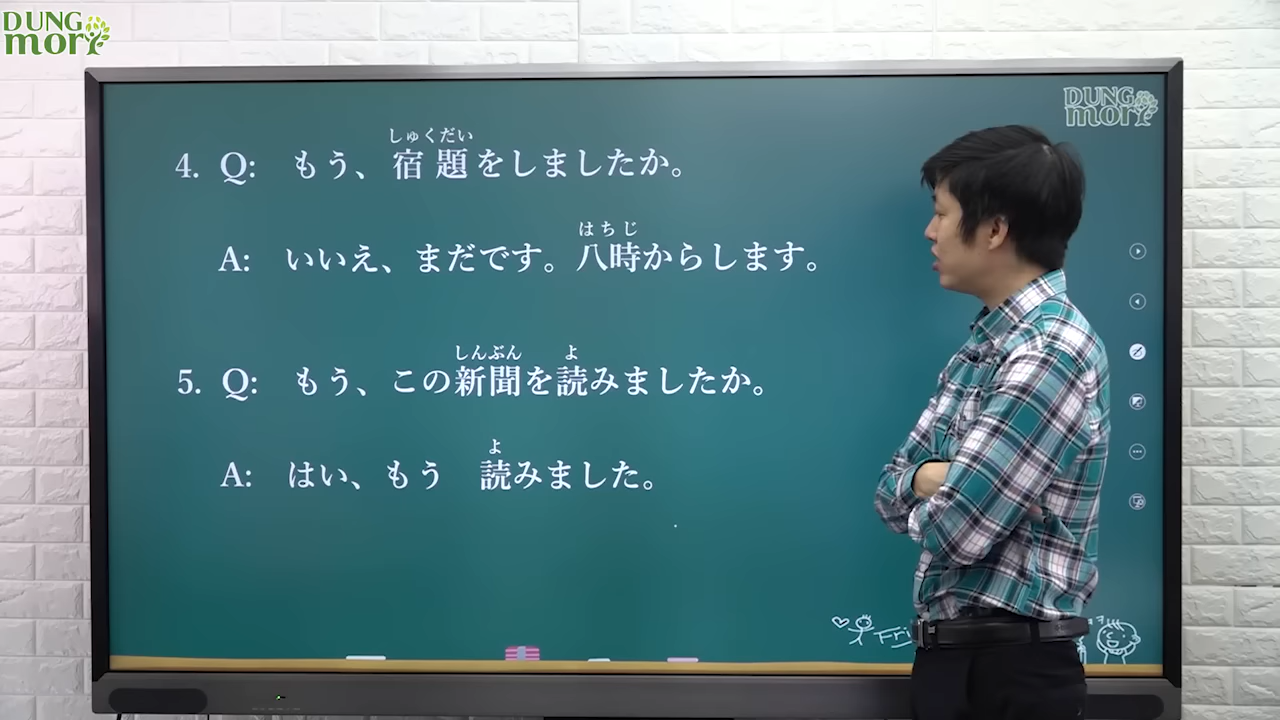 DUNG
mori
DUNG
mori
しゅくだい
4. Q: もう、宿題をしましたか。
はちじ
A: いいえ、まだです。八時からします。
しんぶん よ
5. Q: もう、この新聞を読みましたか。
よ
A: はい、もう 読みました。
Fri